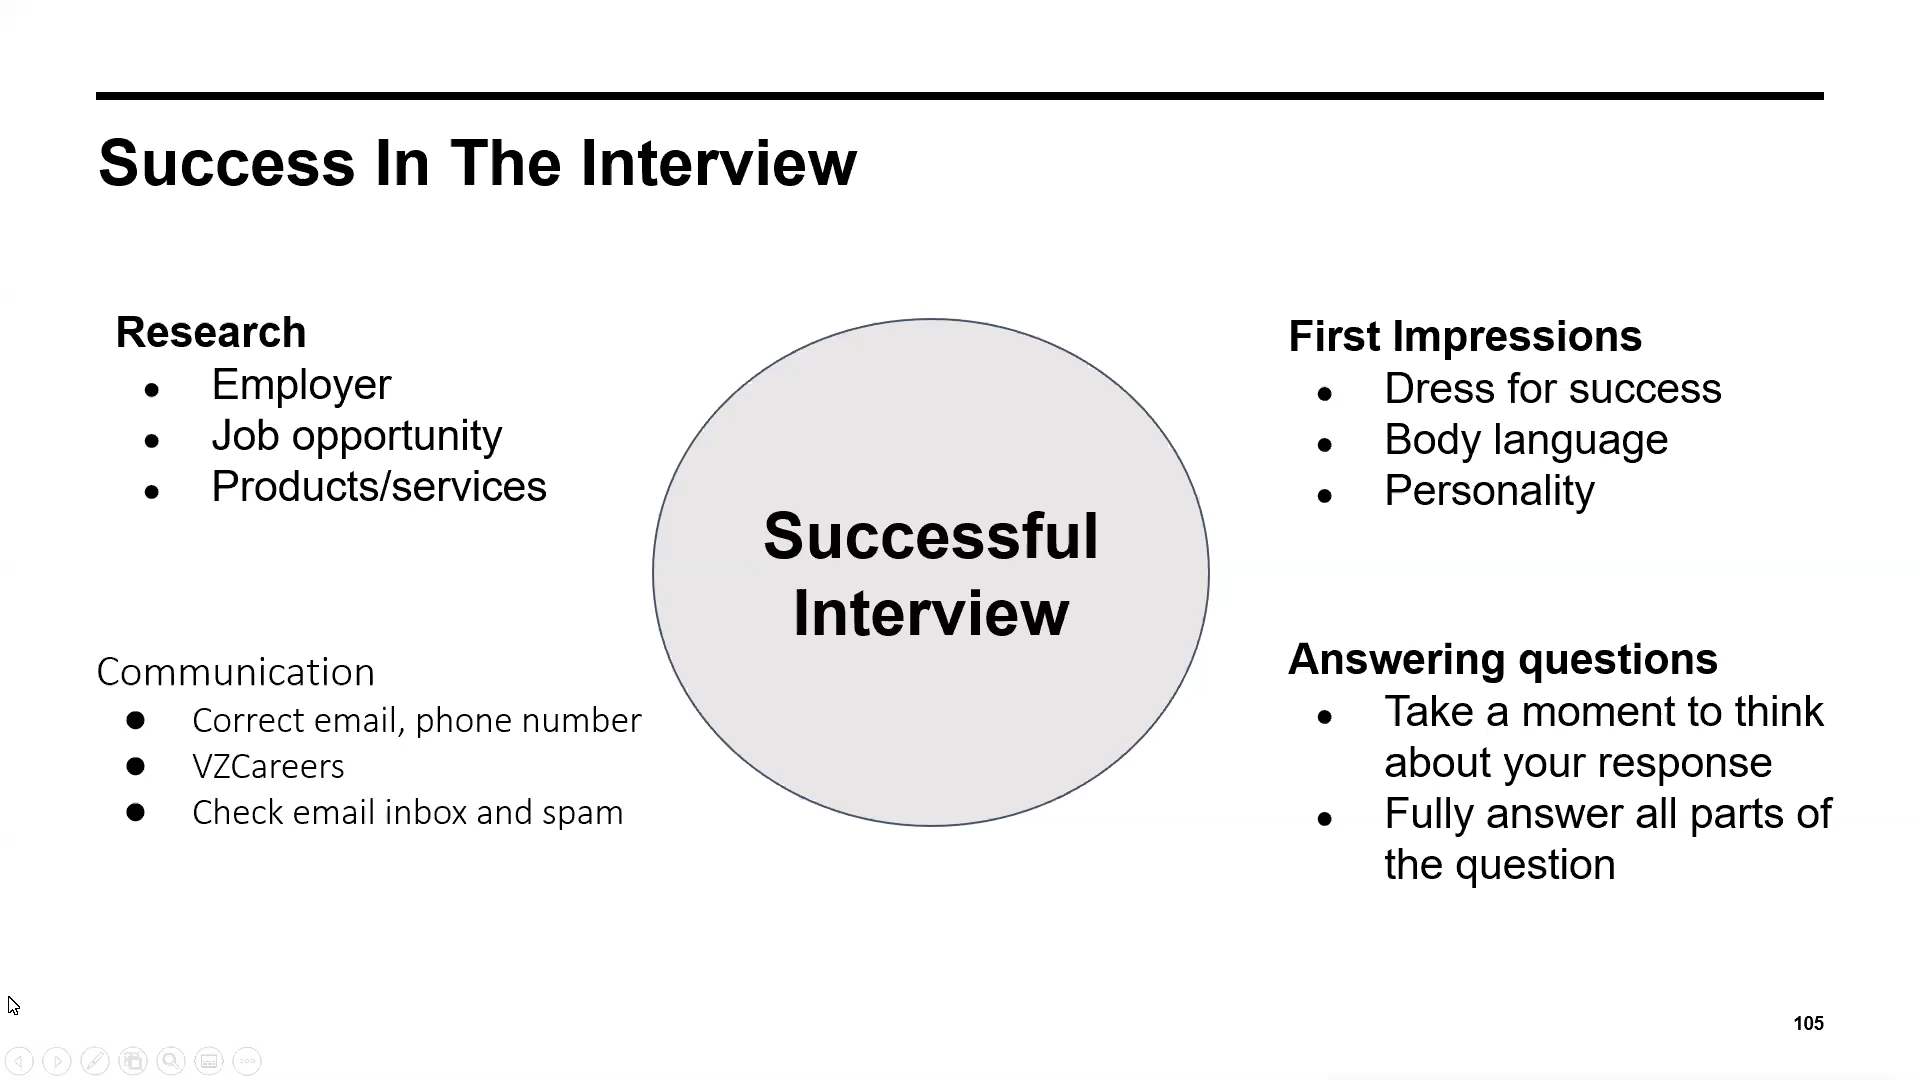 Success In The Interview
Research
Employer
Job opportunity
Products/services
Communication
Correct email, phone number
VZCareers
Check email inbox and spam
Successful
Interview
First Impressions
Dress for success
Body language
Personality
Answering questions
Take a moment to think
about your response
Fully answer all parts of
the question
105